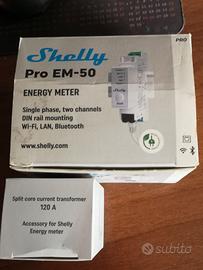 Shelly
PRO
Pro EM-50
ENERGY METER
Single phase, two channels
DIN rail mounting
Wi-Fi, LAN, Bluetooth
www.shelly.com
Split core current transformer
120 A
Accessory for Shelly
Energy meter
subito